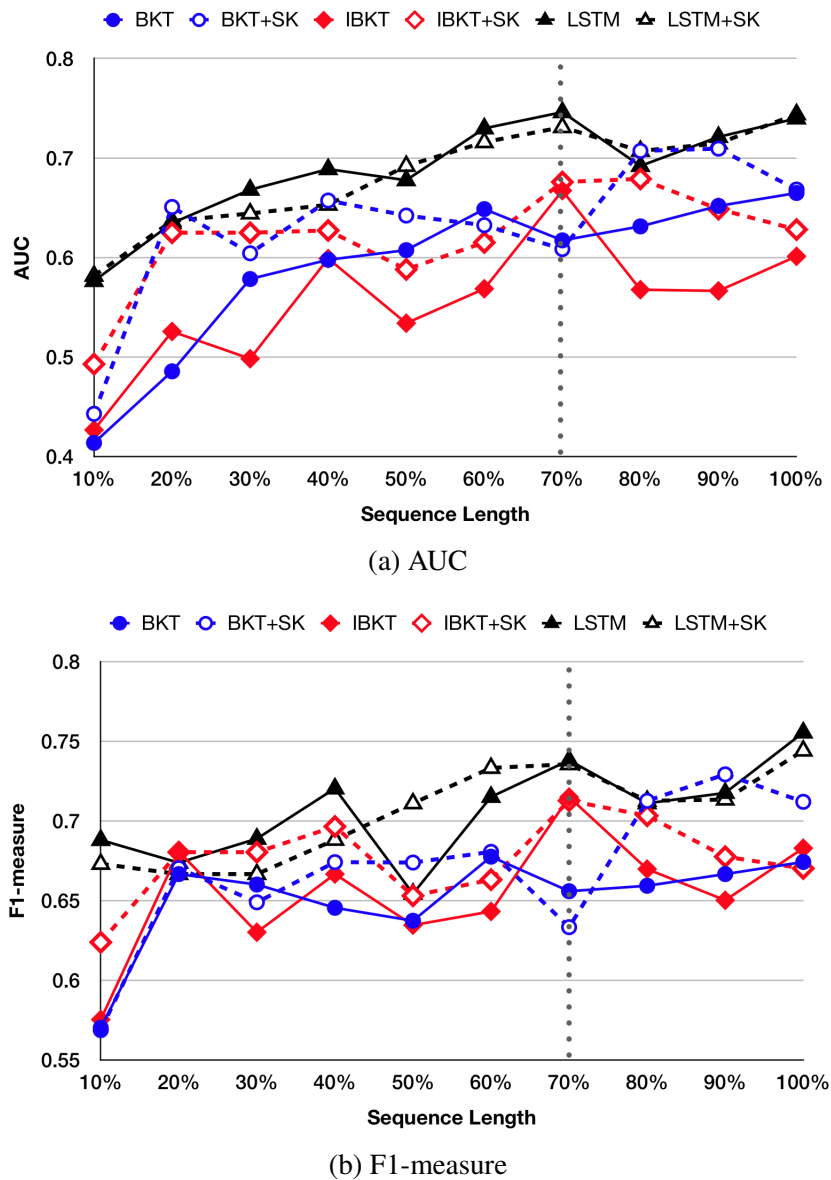 BKT BKT+SK IBKT IBKT+SK LSTM LSTM+SK
0.8
0.7
0.6
0.5
0.4
AUC
10% 20% 30% 40% 50% 60% 70% 80% 90% 100%
Sequence Length
(a) AUC
BKT BKT+SK IBKT IBKT+SK LSTM LSTM+SK
0.8
0.75
0.7
0.65
0.6
0.55
F1-measure
10% 20% 30% 40% 50% 60% 70% 80% 90% 100%
Sequence Length
(b) F1-measure